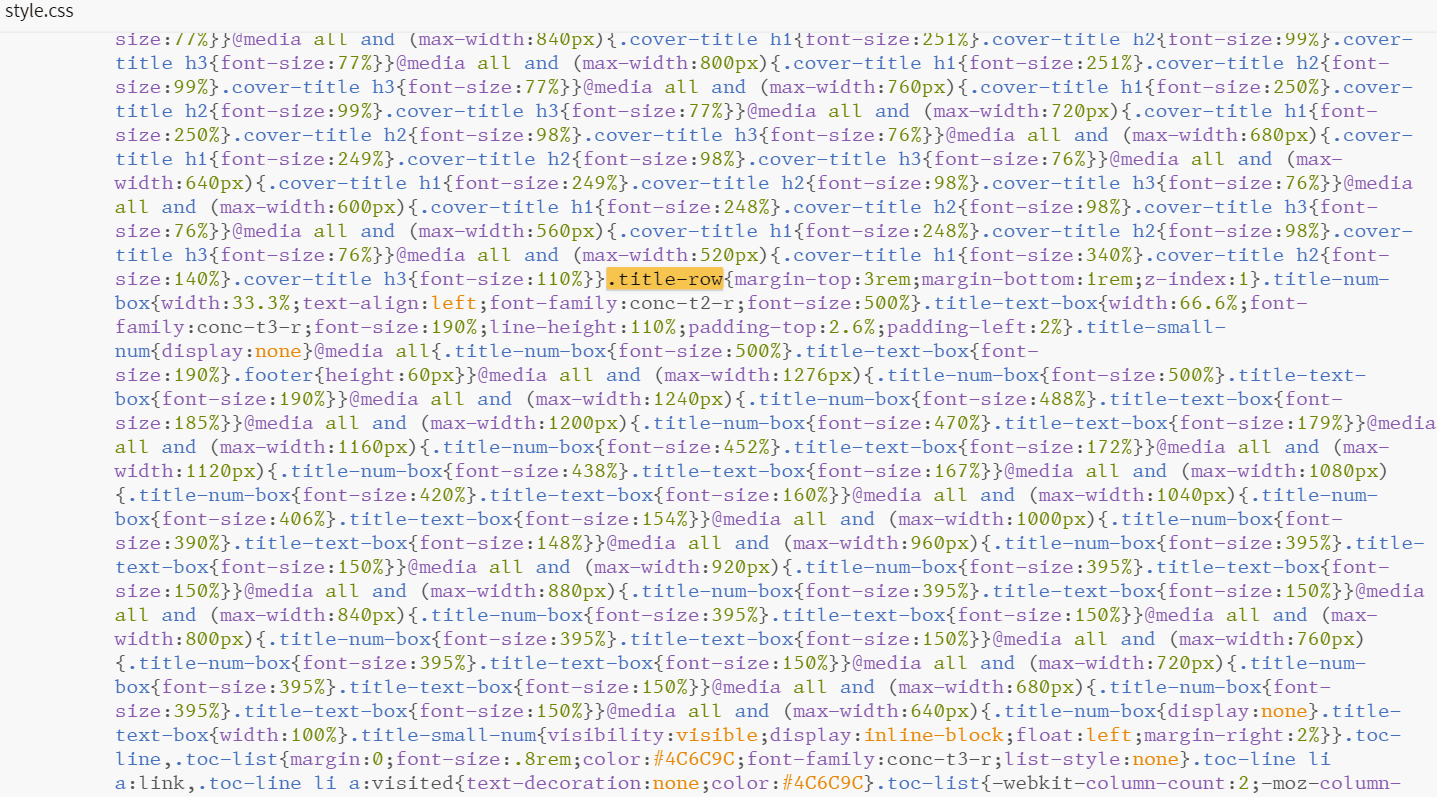 style.css
size:77%}}@media all and (max-width:840px){.cover-title h1{font-size:251%}.cover-title h2{font-size:99%}.cover-
title h3{font-size:77%}}@media all and (max-width:800px){.cover-title h1{font-size:251%}.cover-title h2{font-
size:99%}.cover-title h3{font-size:77%}}@media all and (max-width:760px){.cover-title h1{font-size:250%}.cover-
title h2{font-size:99%}.cover-title h3{font-size:77%}}@media all and (max-width:720px){.cover-title h1{font-
size:250%}.cover-title h2{font-size:98%}.cover-title h3{font-size:76%}}@media all and (max-width:680px){.cover-
title h1{font-size:249%}.cover-title h2{font-size:98%}.cover-title h3{font-size:76%}}@media all and (max-
width:640px){.cover-title h1{font-size:249%}.cover-title h2{font-size:98%}.cover-title h3{font-size:76%}}@media
all and (max-width:600px){.cover-title h1{font-size:248%}.cover-title h2{font-size:98%}.cover-title h3{font-
size:76%}}@media all and (max-width:560px){.cover-title h1{font-size:248%}.cover-title h2{font-size:98%}.cover-
title h3{font-size:76%}}@media all and (max-width:520px){.cover-title h1{font-size:340%}.cover-title h2{font-
size:140%}.cover-title h3{font-size:110%}}.title-row{margin-top:3rem;margin-bottom:1rem;z-index:1}.title-num-
box{width:33.3%;text-align:left;font-family:conc-t2-r;font-size:500%}.title-text-box{width:66.6%;font-
family:conc-t3-r;font-size:190%;line-height:110%;padding-top:2.6%;padding-left:2%}.title-small-
num{display:none}@media all{.title-num-box{font-size:500%}.title-text-box{font-
size:190%}.footer{height:60px}}@media all and (max-width:1276px){.title-num-box{font-size:500%}.title-text-
box{font-size:190%}}@media all and (max-width:1240px){.title-num-box{font-size:488%}.title-text-box{font-
size:185%}}@media all and (max-width:1200px){.title-num-box{font-size:470%}.title-text-box{font-size:179%}}@media
all and (max-width:1160px){.title-num-box{font-size:452%}.title-text-box{font-size:172%}}@media all and (max-
width:1120px){.title-num-box{font-size:438%}.title-text-box{font-size:167%}}@media all and (max-width:1080px)
{.title-num-box{font-size:420%}.title-text-box{font-size:160%}}@media all and (max-width:1040px){.title-num-
box{font-size:406%}.title-text-box{font-size:154%}}@media all and (max-width:1000px){.title-num-box{font-
size:390%}.title-text-box{font-size:148%}}@media all and (max-width:960px){.title-num-box{font-size:395%}.title-
text-box{font-size:150%}}@media all and (max-width:920px){.title-num-box{font-size:395%}.title-text-box{font-
size:150%}}@media all and (max-width:880px){.title-num-box{font-size:395%}.title-text-box{font-size:150%}}@media
all and (max-width:840px){.title-num-box{font-size:395%}.title-text-box{font-size:150%}}@media all and (max-
width:800px){.title-num-box{font-size:395%}.title-text-box{font-size:150%}}@media all and (max-width:760px)
{.title-num-box{font-size:395%}.title-text-box{font-size:150%}}@media all and (max-width:720px){.title-num-
box{font-size:395%}.title-text-box{font-size:150%}}@media all and (max-width:680px){.title-num-box{font-
size:395%}.title-text-box{font-size:150%}}@media all and (max-width:640px){.title-num-box{display:none}.title-
text-box{width:100%}.title-small-num{visibility:visible;display:inline-block;float:left;margin-right:2%}}.toc-
line,.toc-list{margin:0;font-size:.8rem;color:#4C6C9C;font-family:conc-t3-r;list-style:none}.toc-line li
a:link,.toc-line li a:visited{text-decoration:none;color:#4C6C9C}.toc-list{-webkit-column-count:2;-moz-column-